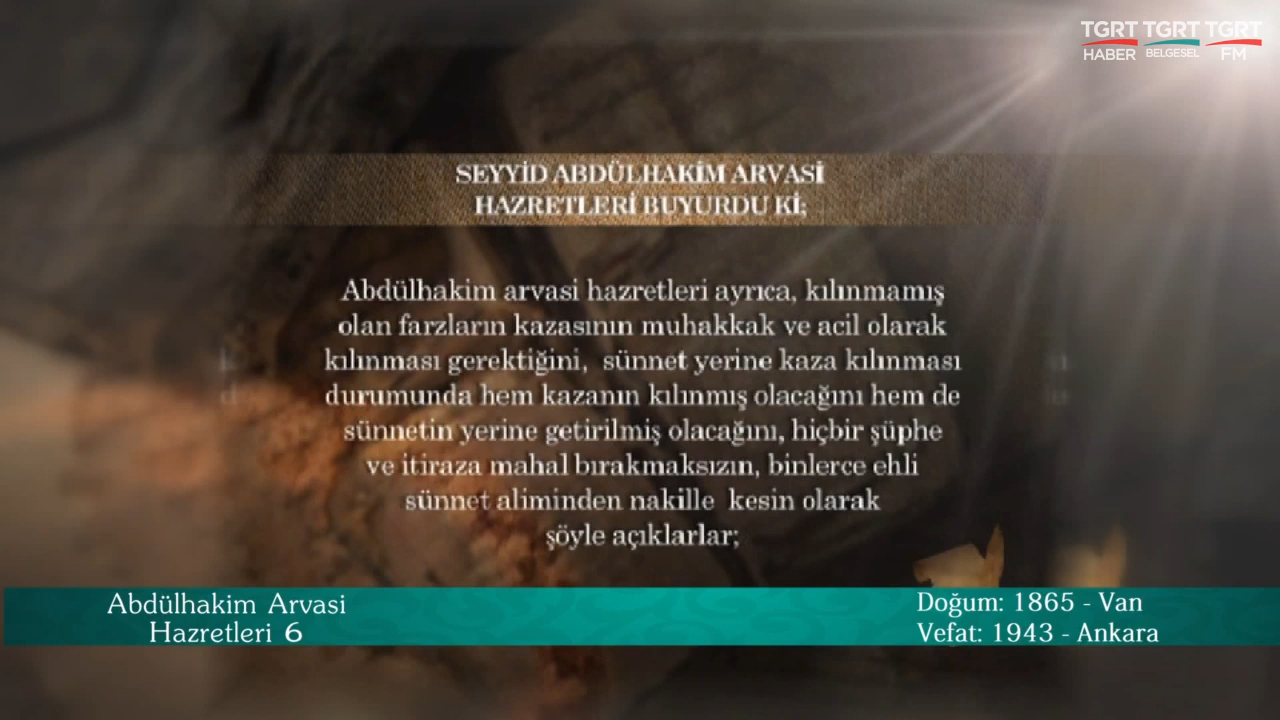 TGRT TGRT TGRT
HABER BELGESEL FM
SEYYİD ABDÜLHAKİM ARVASİ
HAZRETLERİ BUYURDU Kİ;
Abdülhakim arvasi hazretleri ayrıca, kılınmamış
olan farzların kazasının muhakkak ve acil olarak
kılınması gerektiğini, sünnet yerine kaza kılınması
durumunda hem kazanın kılınmış olacağını hem de
sünnetin yerine getirilmiş olacağını, hiçbir şüphe
ve itiraza mahal bırakmaksızın, binlerce ehli
sünnet aliminden nakille kesin olarak
şöyle açıklarlar;
Abdülhakim Arvasi
Hazretleri 6
Doğum: 1865 - Van
Vefat: 1943 - Ankara